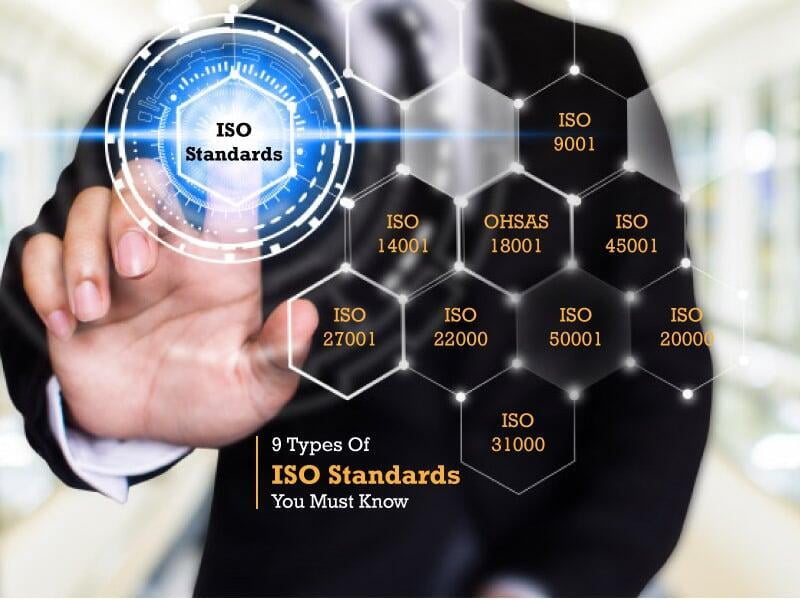 ISO
Standards
ISO
9001
ISO
14001
OHSAS
18001
ISO
45001
ISO
27001
ISO
22000
ISO
50001
ISO
20000
ISO
31000
9 Types Of
ISO Standards
You Must Know